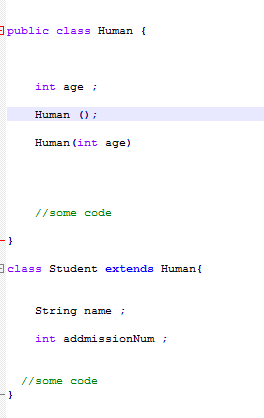 public class Human {
int age ;
Human ();
Human(int age)
//some code
}
class Student extends Human{
String name ;
int addmissionNum ;
//some code
}